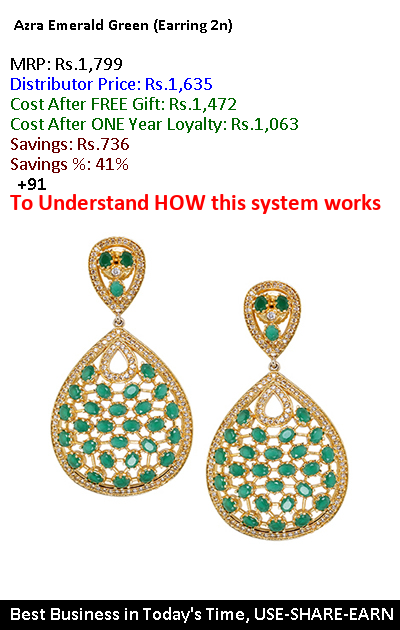 Azra Emerald Green (Earring 2n)
MRP: Rs.1,799
Distributor Price: Rs.1,635
Cost After FREE Gift: Rs.1,472
Cost After ONE Year Loyalty: Rs.1,063
Savings: Rs.736
Savings %: 41%
+91
To Understand HOW this system works
Best Business in Today's Time, USE-SHARE-EARN